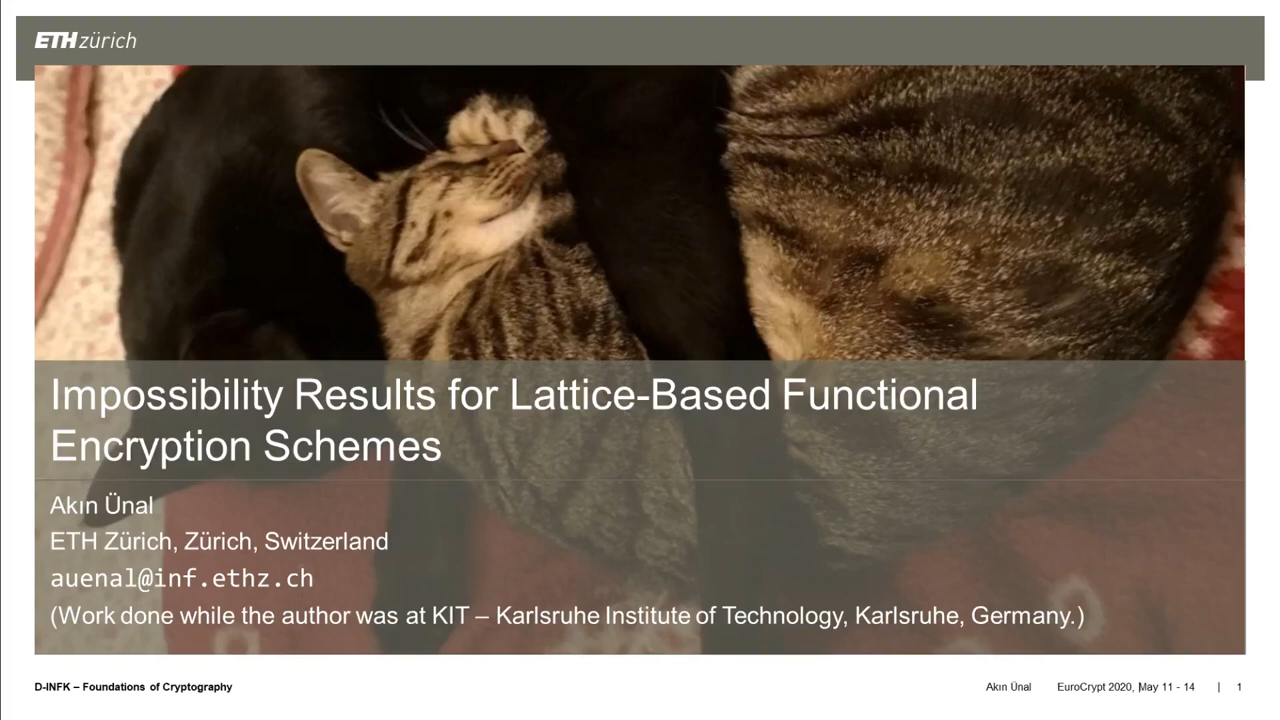 ETH zürich
Impossibility Results for Lattice-Based Functional
Encryption Schemes
Akın Ünal
ETH Zürich, Zürich, Switzerland
auenal@inf.ethz.ch
(Work done while the author was at KIT – Karlsruhe Institute of Technology, Karlsruhe, Germany.)
D-INFK – Foundations of Cryptography
Akın Ünal EuroCrypt 2020, May 11 - 14 | 1